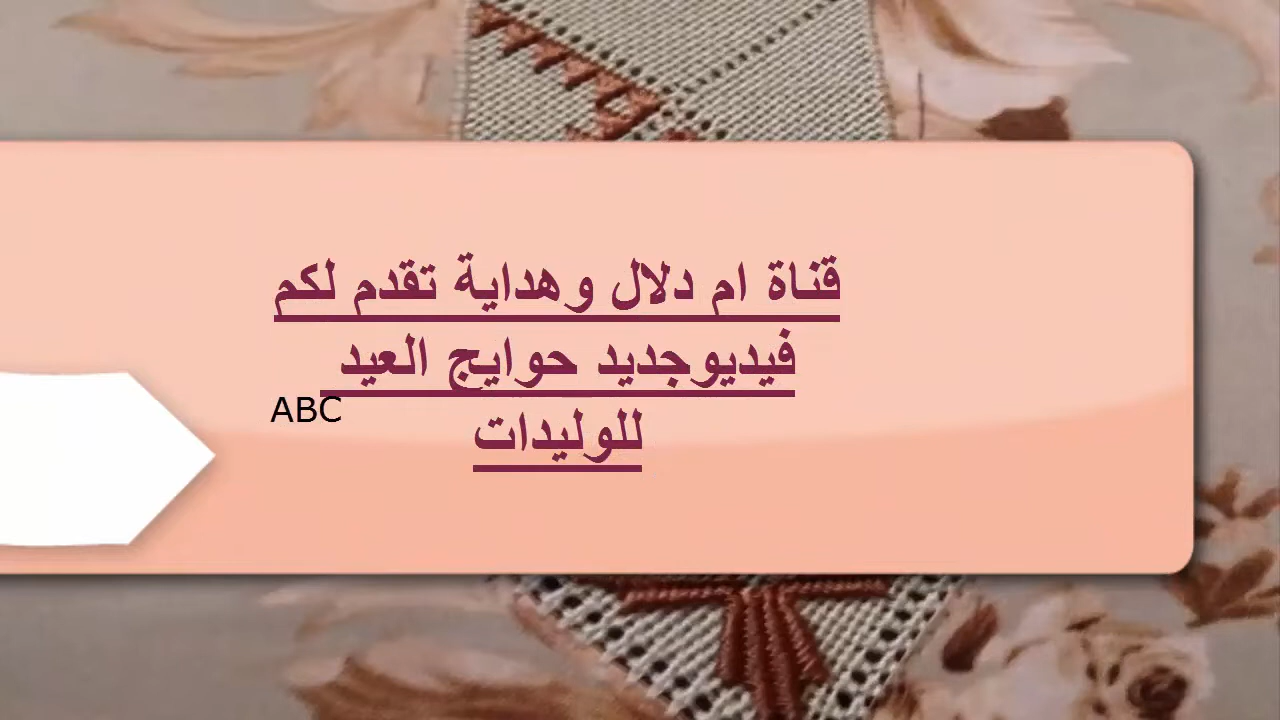 قناة ام دلال وهداية تقدم لكم
فيديوجديد حوايج العيد
ABC
للوليدات